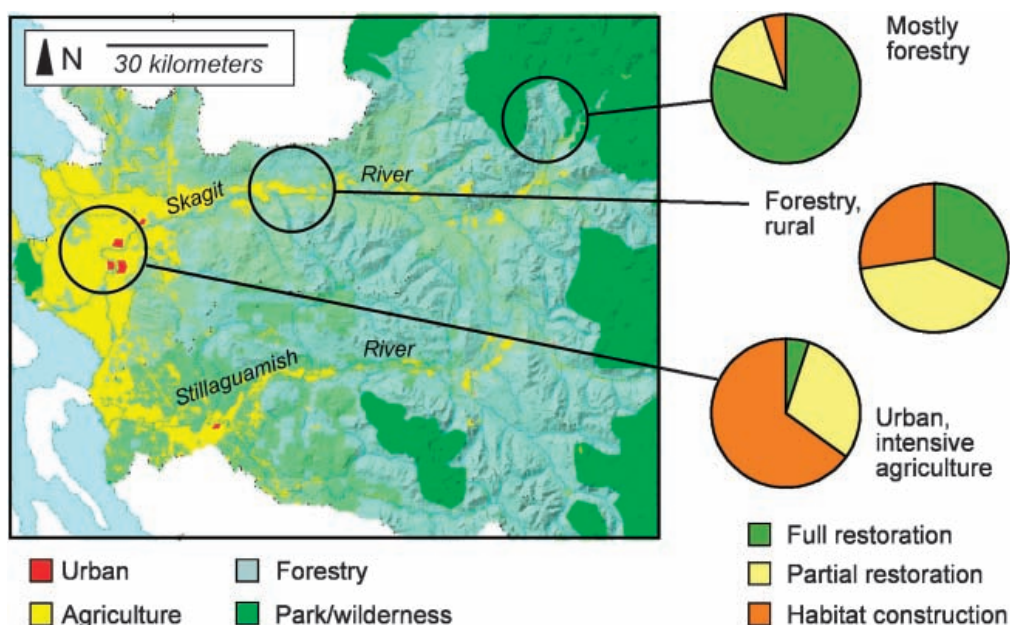 N
30 kilometers
Skagit
River
Stillaguamish
River
Mostly
forestry
Forestry,
rural
Urban,
intensive
agriculture
Urban
Agriculture
Forestry
Park/wilderness
Full restoration
Partial restoration
Habitat construction